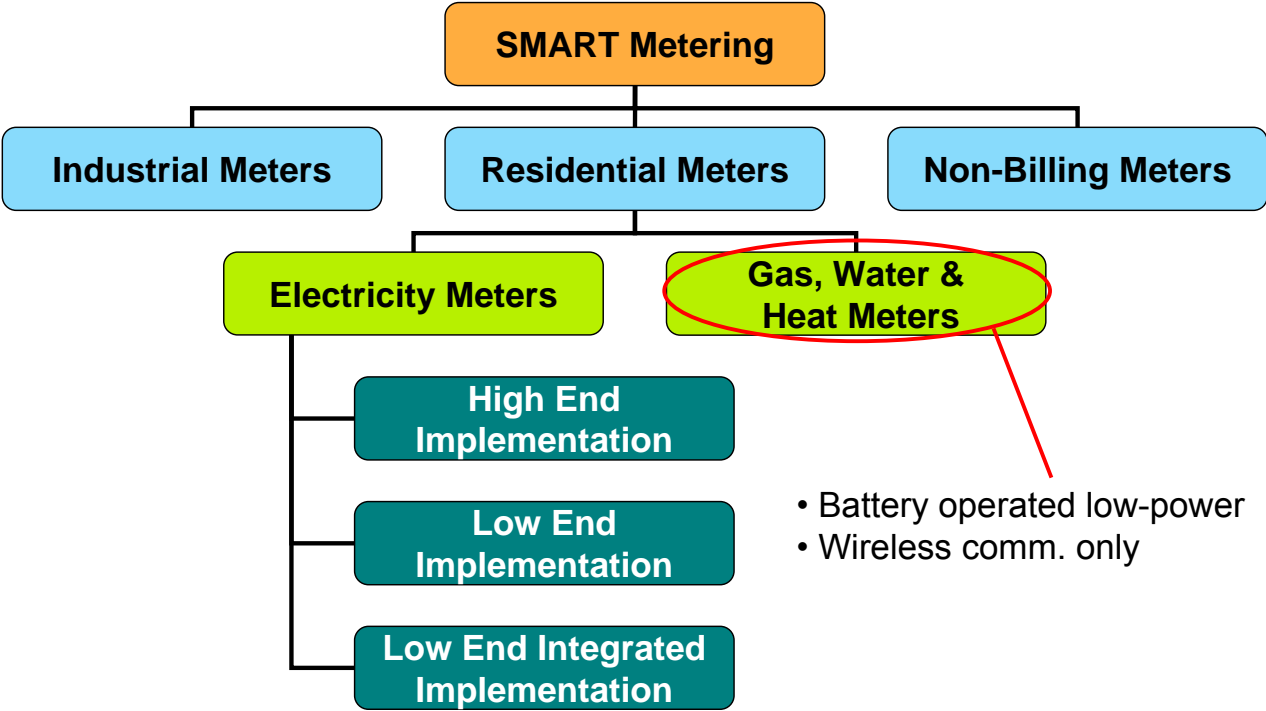 SMART Metering
Industrial Meters
Residential Meters
Non-Billing Meters
Electricity Meters
Gas, Water &
Heat Meters
High End
Implementation
Low End
Implementation
Low End Integrated
Implementation
• Battery operated low-power
• Wireless comm. only